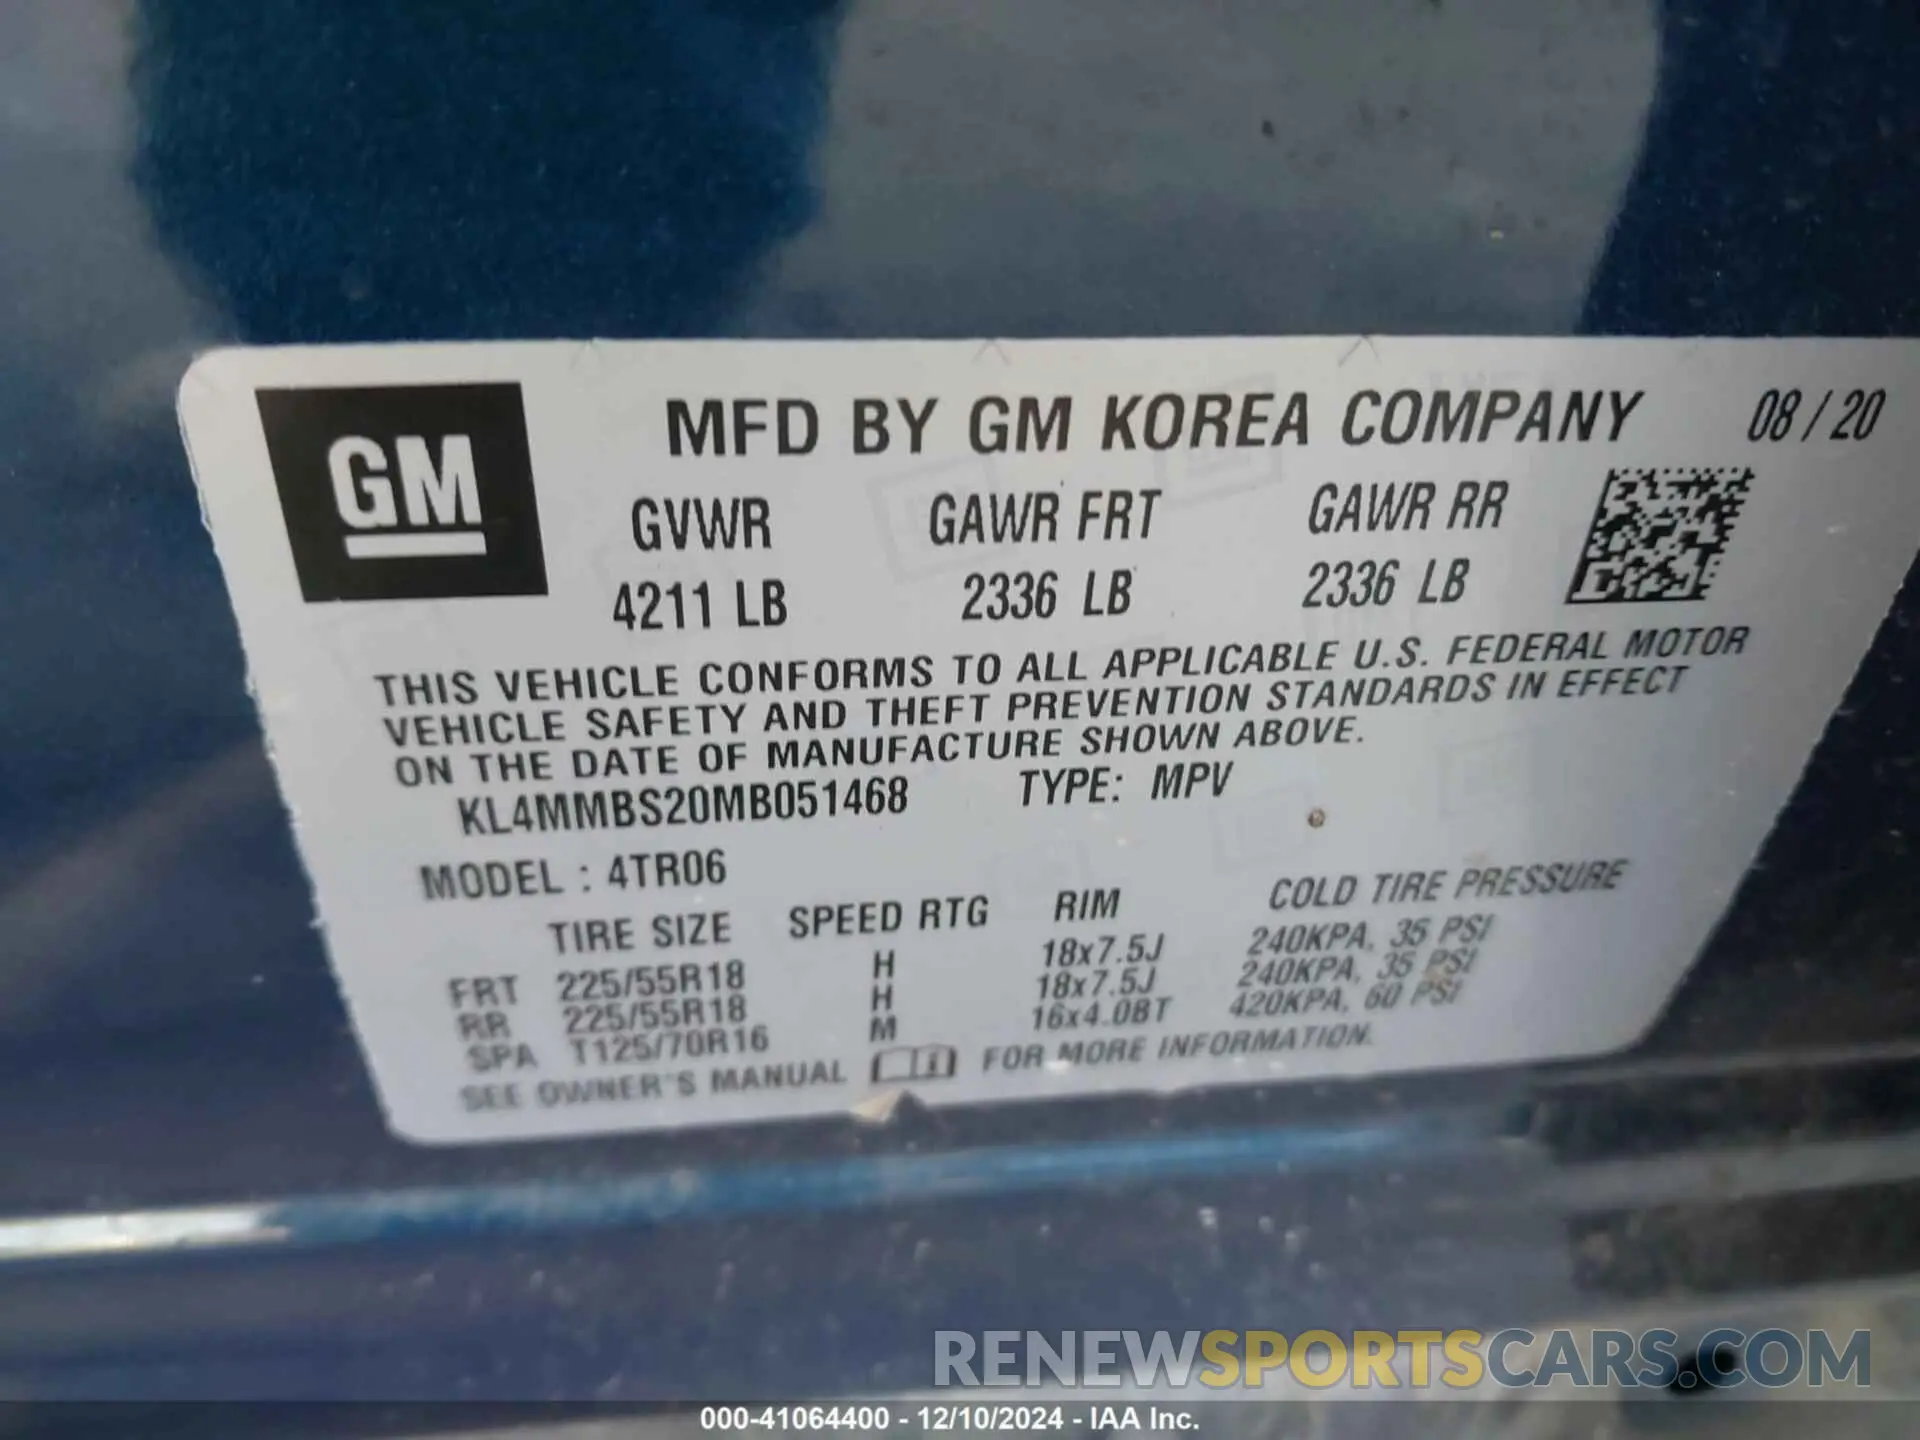 GM
MFD BY GM KOREA COMPANY 08/20
GVWR GAWR FRT GAWR RR
4211 LB 2336 LB 2336 LB
THIS VEHICLE CONFORMS TO ALL APPLICABLE U.S. FEDERAL MOTOR
VEHICLE SAFETY AND THEFT PREVENTION STANDARDS IN EFFECT
ON THE DATE OF MANUFACTURE SHOWN ABOVE.
KL4MMBS20MB051468 TYPE: MPV
MODEL : 4TR06
TIRE SIZE SPEED RTG RIM COLD TIRE PRESSURE
FRT 225/55R18 H 18x7.5J 240KPA, 35 PSI
RR 225/55R18 H 18x7.5J 240KPA, 35 PSI
SPA T125/70R16 M 16x4.0BT 420KPA, 60 PSI
SEE OWNER'S MANUAL FOR MORE INFORMATION.
RENEWSPORTSCARS.COM
000-41064400 - 12/10/2024 - IAA Inc.